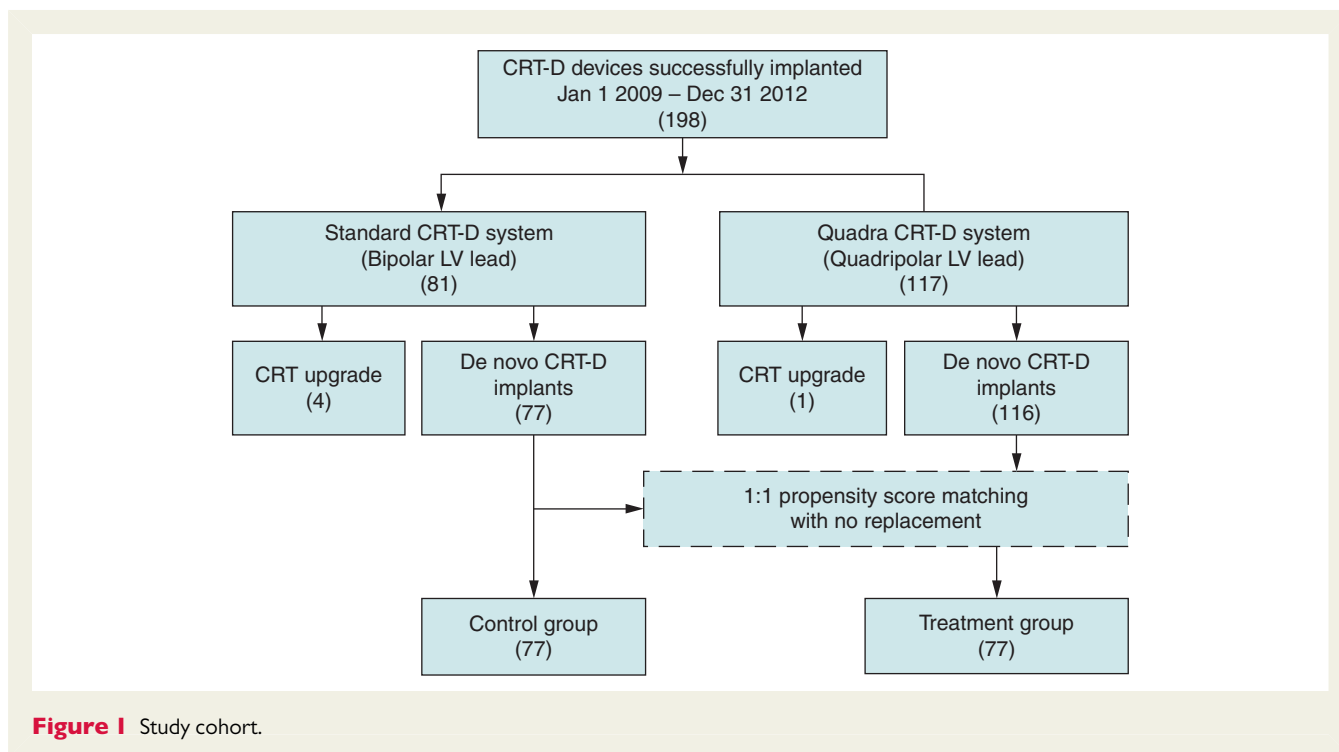 CRT-D devices successfully implanted
Jan 1 2009 – Dec 31 2012
(198)
Standard CRT-D system
(Bipolar LV lead)
(81)
Quadra CRT-D system
(Quadripolar LV lead)
(117)
CRT upgrade
(4)
De novo CRT-D
implants
(77)
CRT upgrade
(1)
De novo CRT-D
implants
(116)
1:1 propensity score matching
with no replacement
Control group
(77)
Treatment group
(77)
Figure 1 Study cohort.